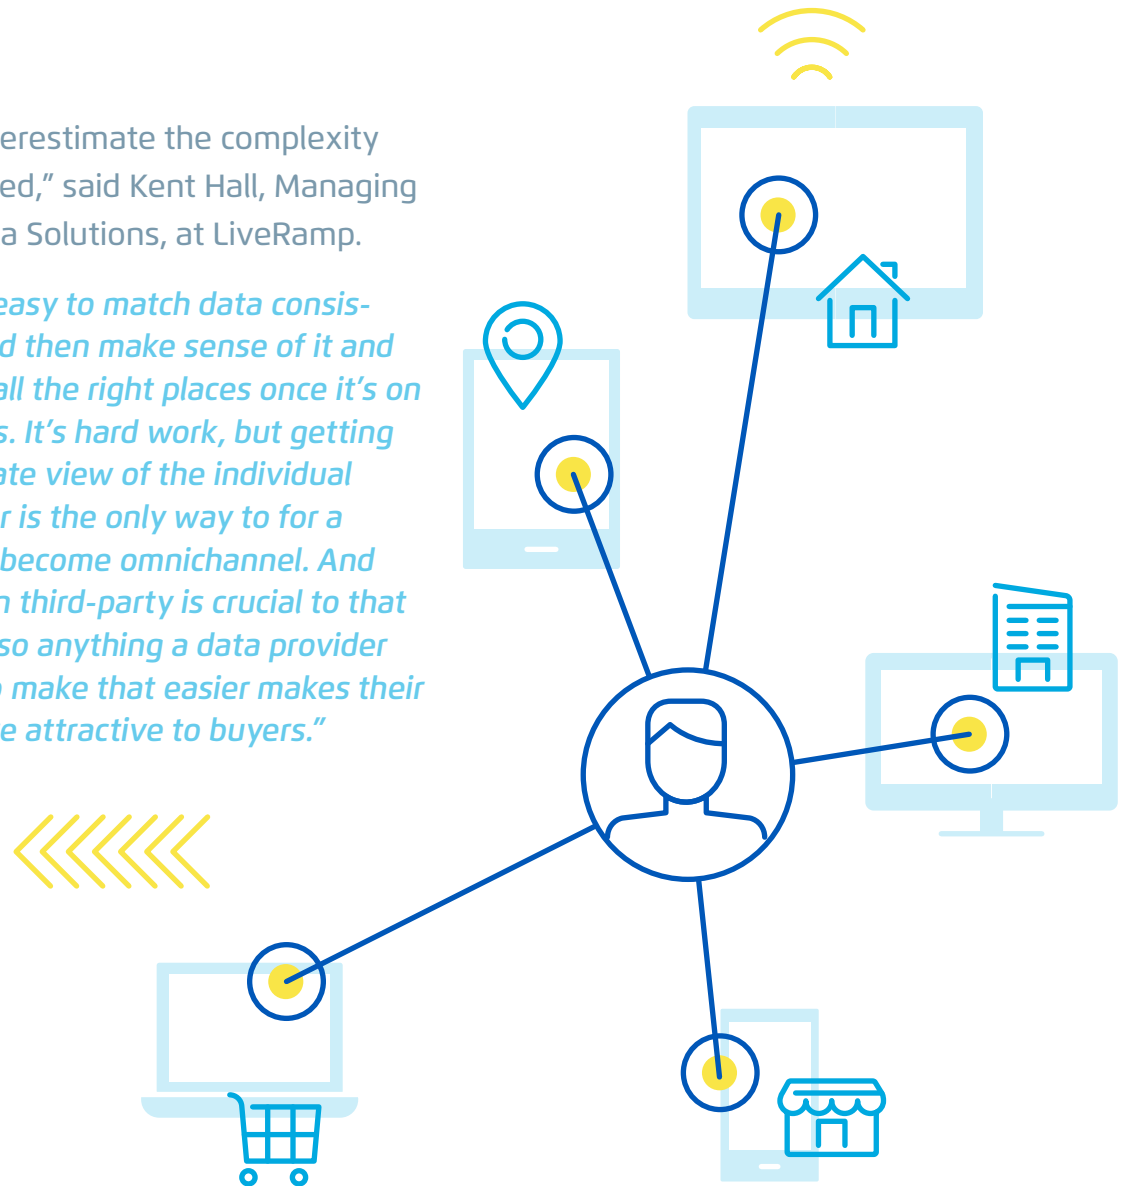 erestimate the complexity
ed,” said Kent Hall, Managing
a Solutions, at LiveRamp.
easy to match data consis-
d then make sense of it and
all the right places once it’s on
s. It’s hard work, but getting
ate view of the individual
r is the only way to for a
become omnichannel. And
n third-party is crucial to that
so anything a data provider
o make that easier makes their
e attractive to buyers.”